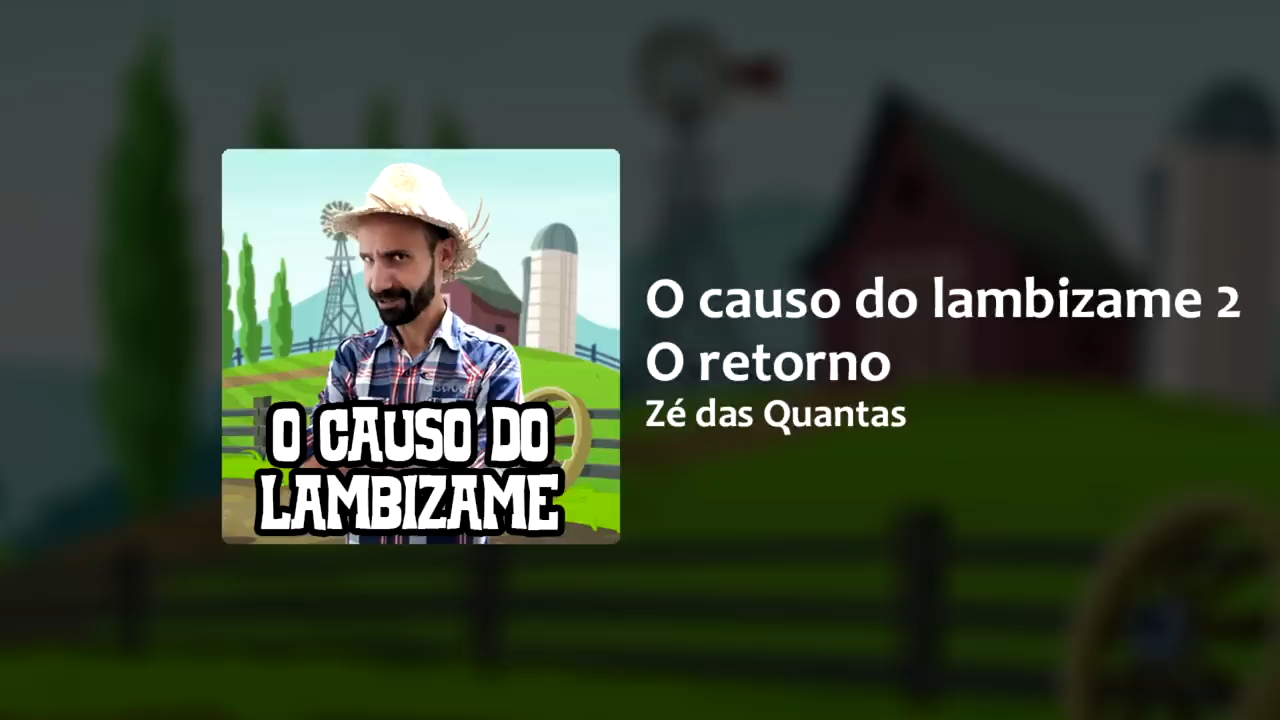 O CAUSO DO
LAMBIZAME
O causo do lambizame 2
O retorno
Zé das Quantas